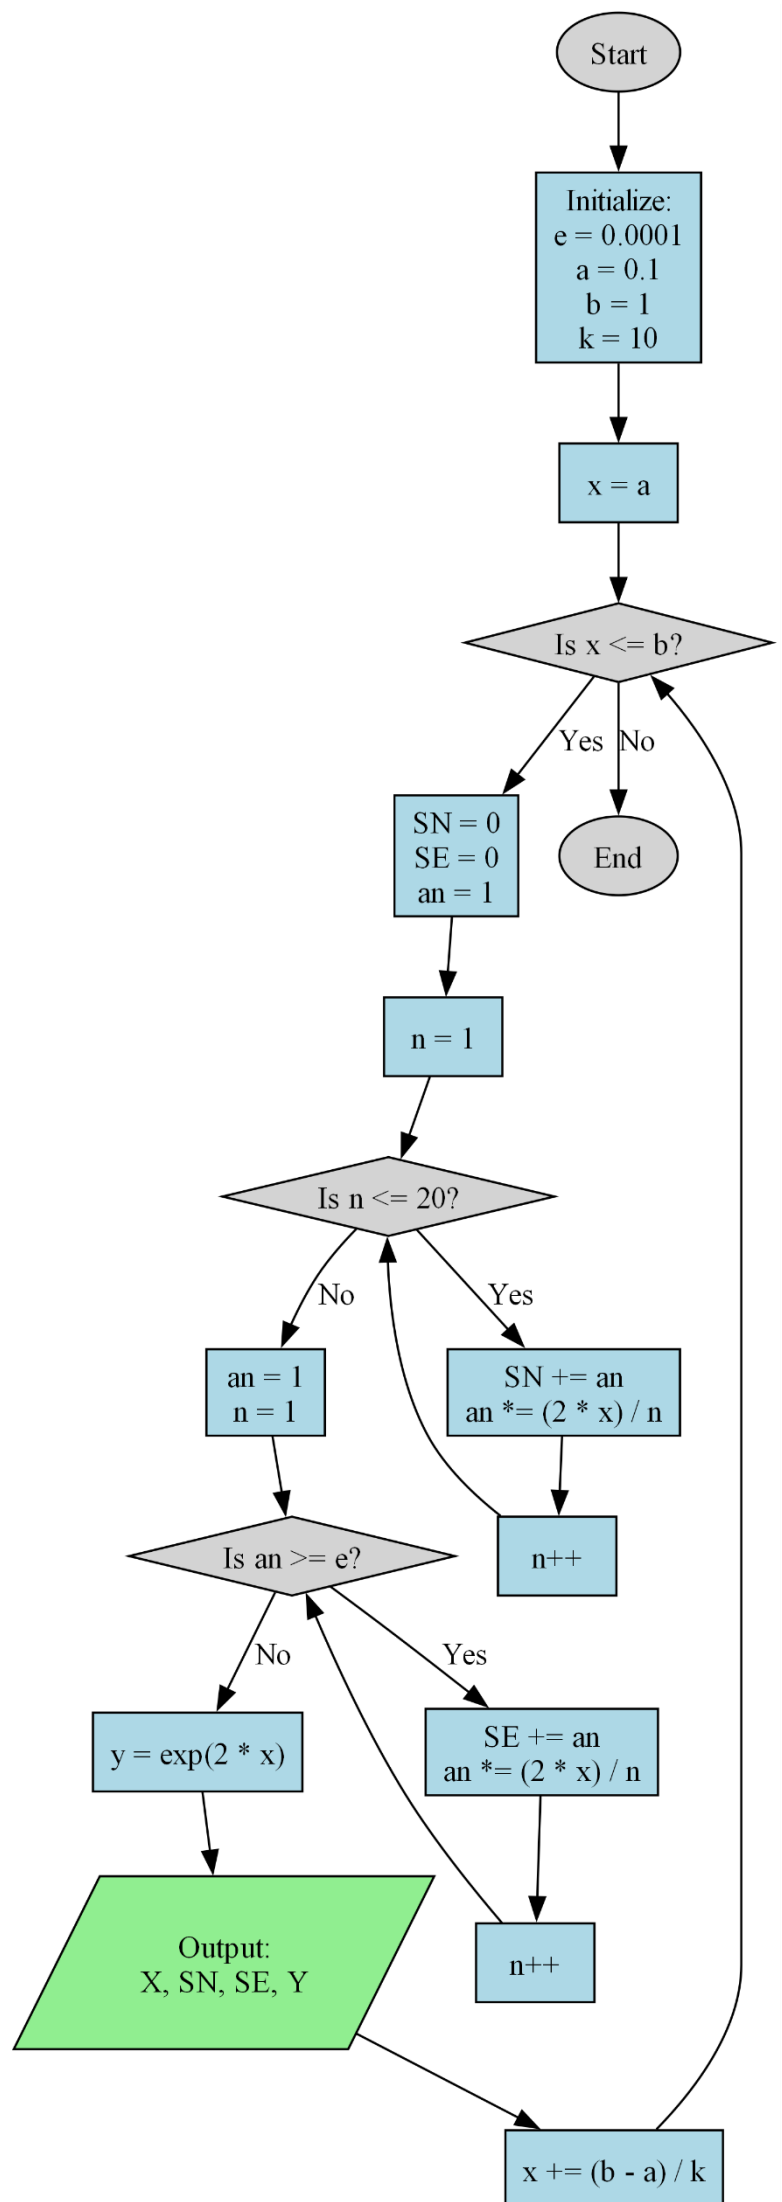 Start
Initialize:
e = 0.0001
a = 0.1
b = 1
k = 10
x = a
Is x <= b?
Yes
No
SN = 0
SE = 0
an = 1
End
n = 1
Is n <= 20?
No
Yes
an = 1
n = 1
SN += an
an *= (2 * x) / n
Is an >= e?
n++
No
Yes
y = exp(2 * x)
SE += an
an *= (2 * x) / n
Output:
X, SN, SE, Y
n++
x += (b - a) / k